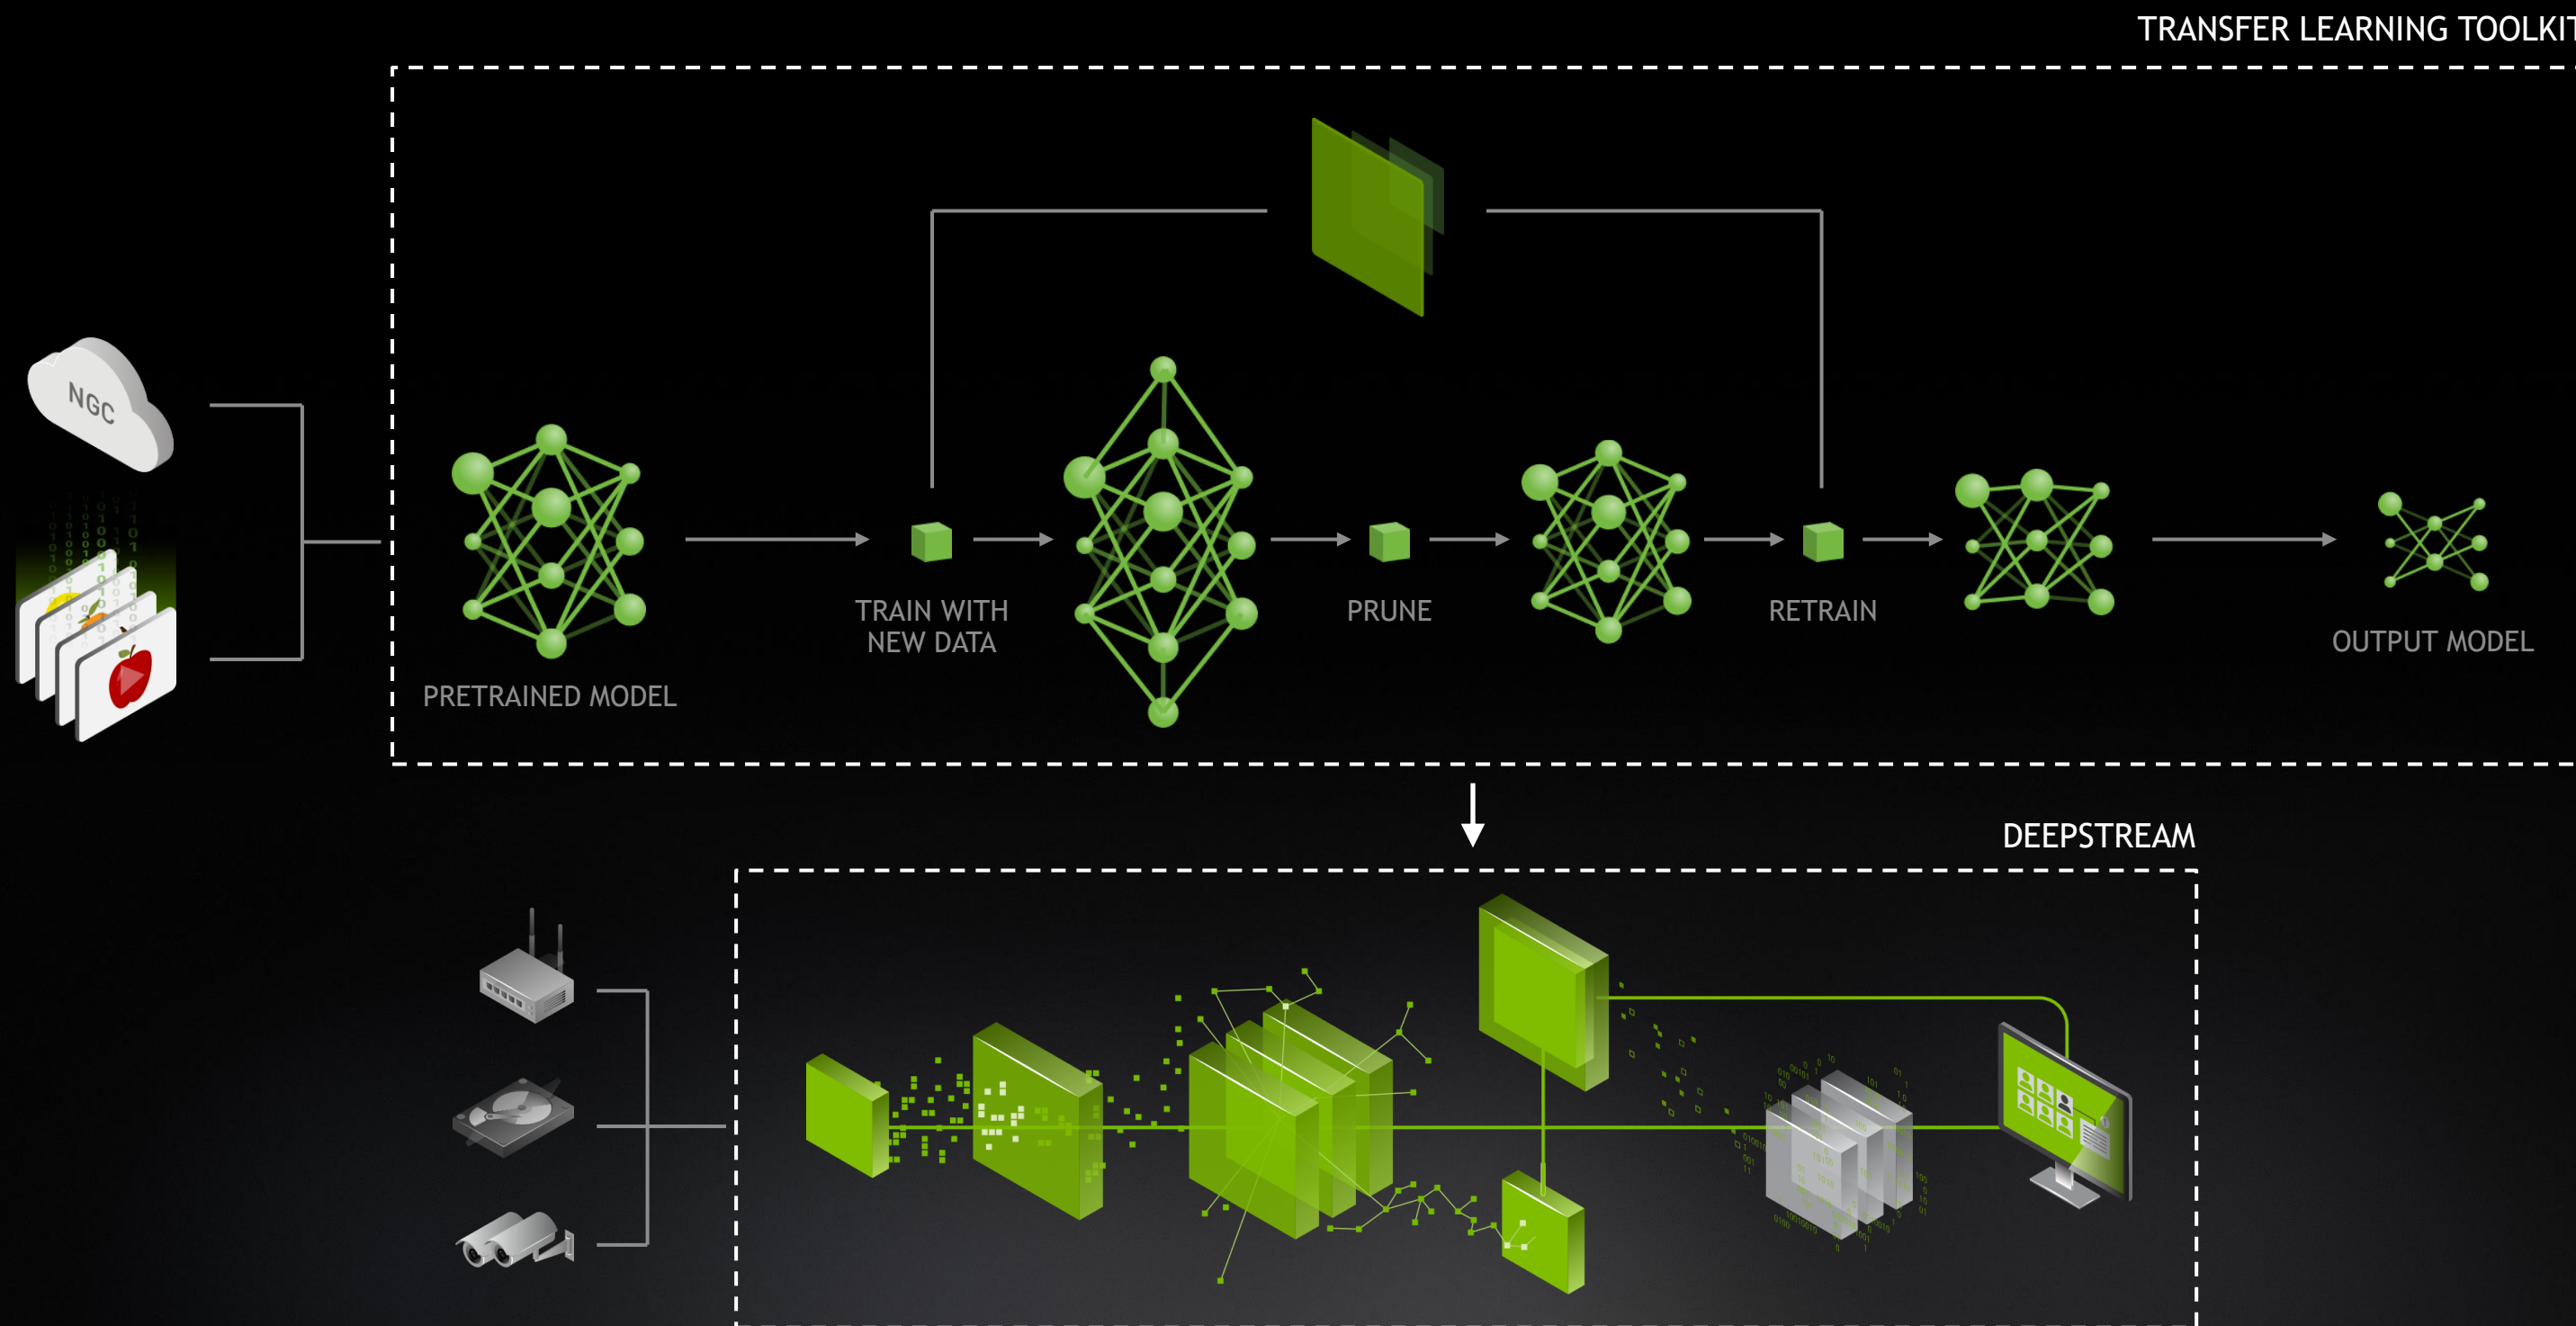 TRANSFER LEARNING TOOLKIT
NGC
TRAIN WITH
NEW DATA
PRUNE
RETRAIN
OUTPUT MODEL
PRETRAINED MODEL
DEEPSTREAM